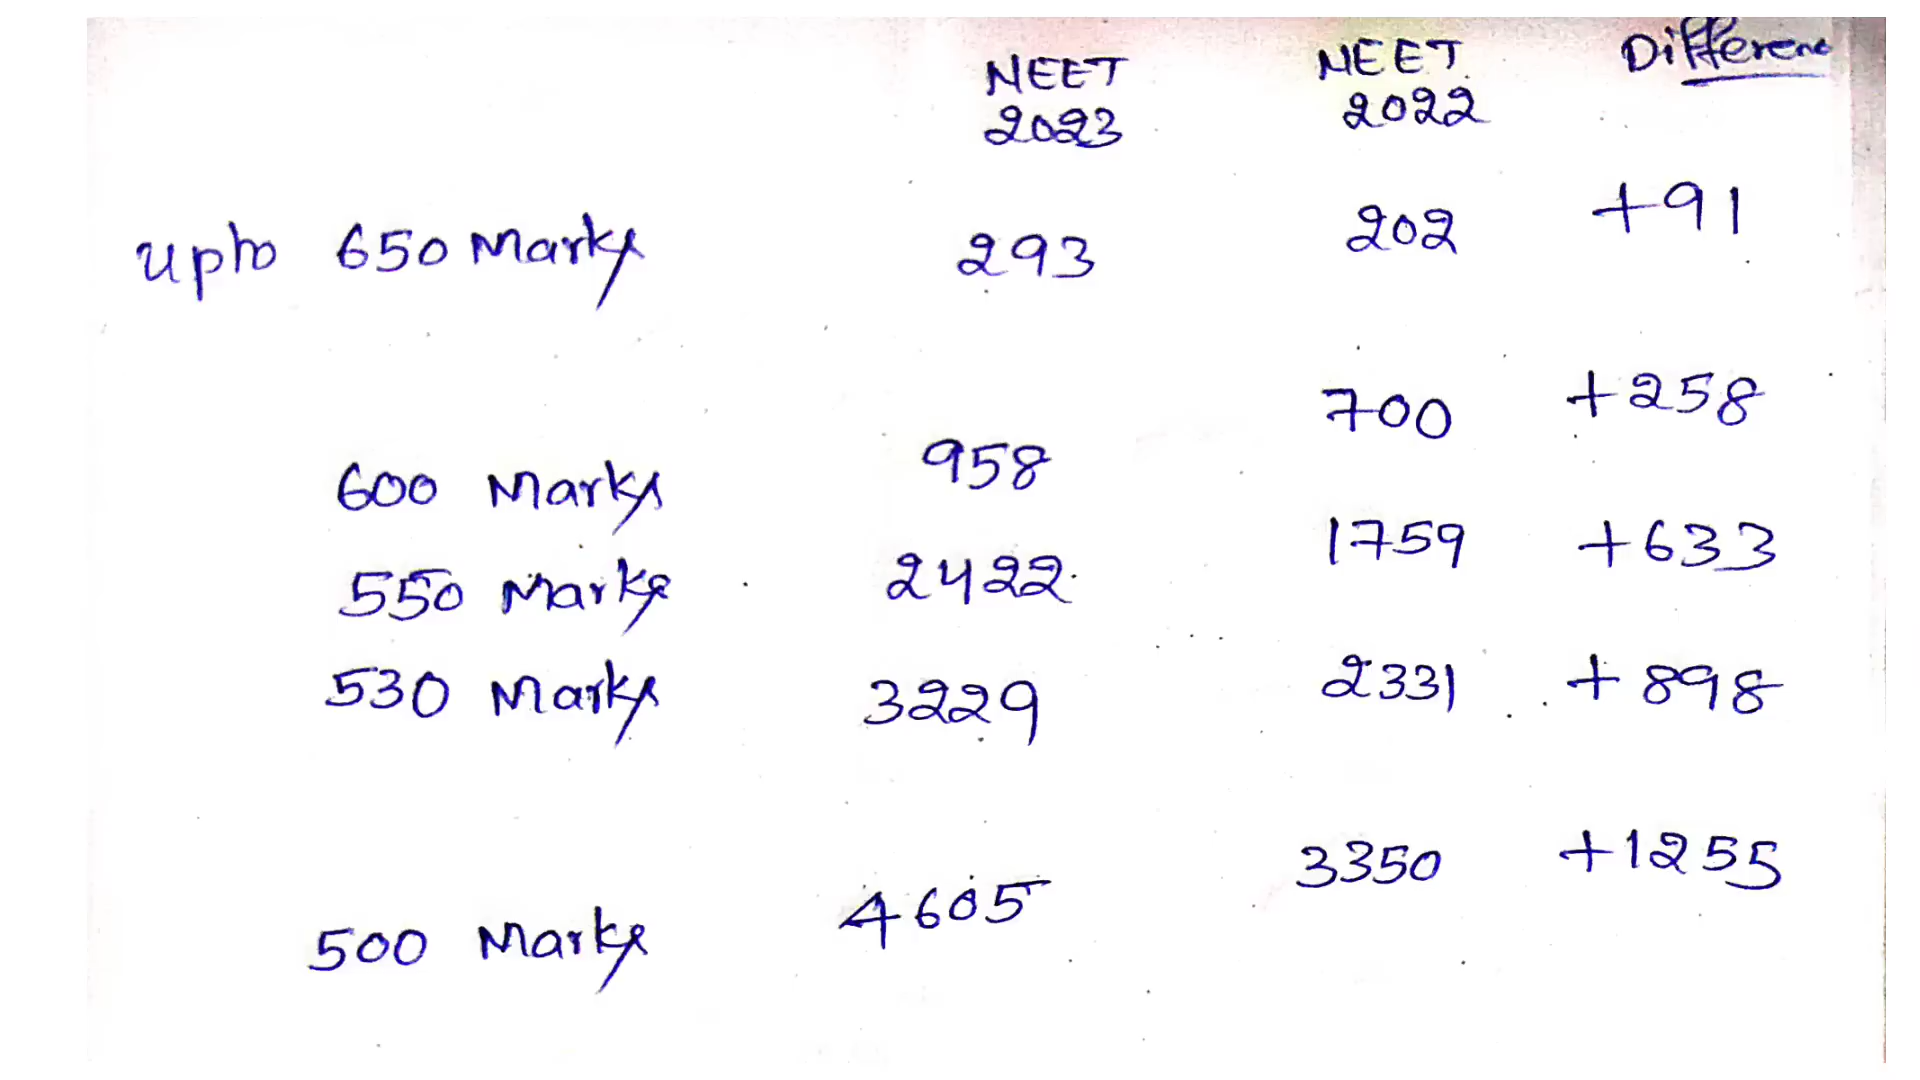 NEET 2023 NEET 2022 Differenc
upto 650 Marks 293 202 +91
600 Marks 958 700 +258
550 Marks 2422 1759 +633
530 Marks 3229 2331 +898
500 Marks 4605 3350 +1255